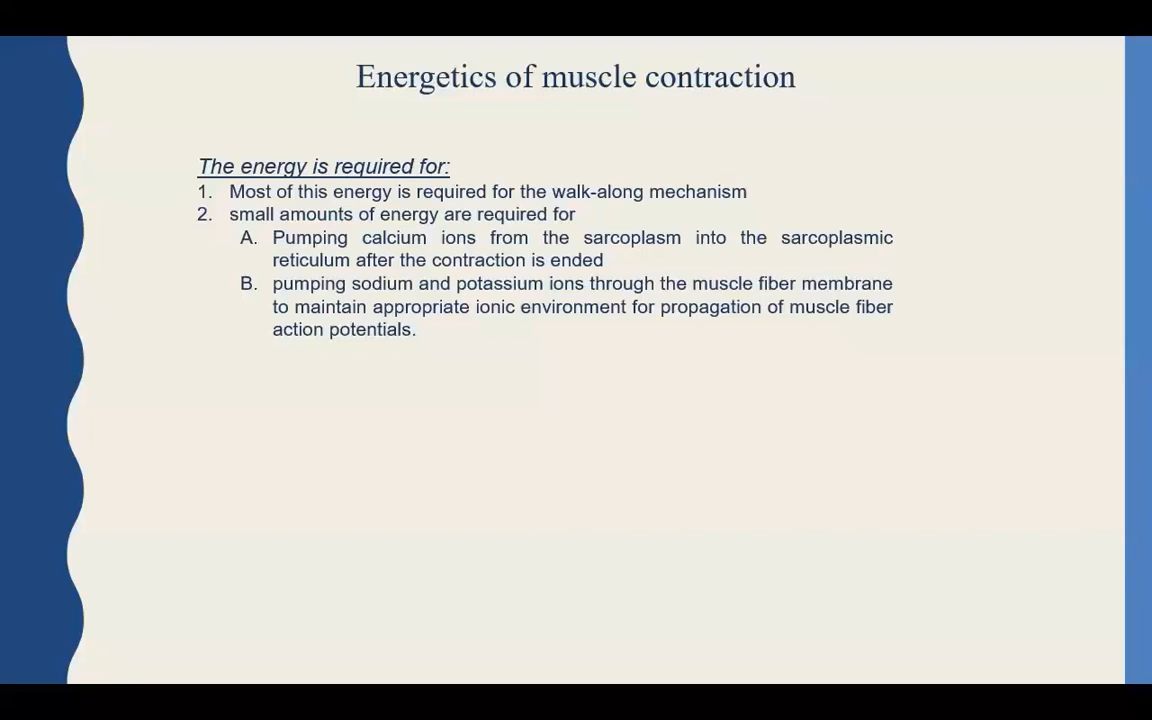 Energetics of muscle contraction
The energy is required for:
1. Most of this energy is required for the walk-along mechanism
2. small amounts of energy are required for
A. Pumping calcium ions from the sarcoplasm into the sarcoplasmic
reticulum after the contraction is ended
B. pumping sodium and potassium ions through the muscle fiber membrane
to maintain appropriate ionic environment for propagation of muscle fiber
action potentials.